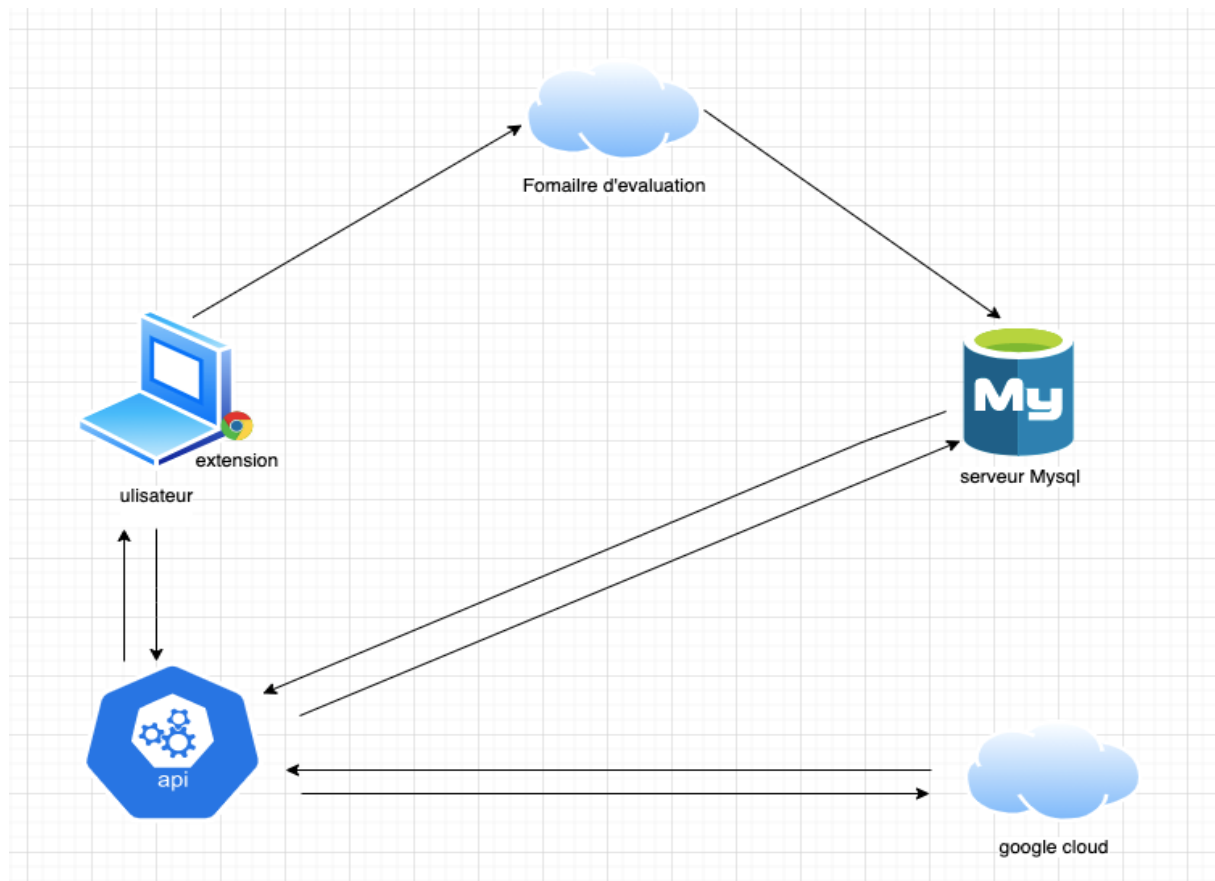 Fomailre d'evaluation
My
extension
ulisateur
serveur Mysql
api
google cloud